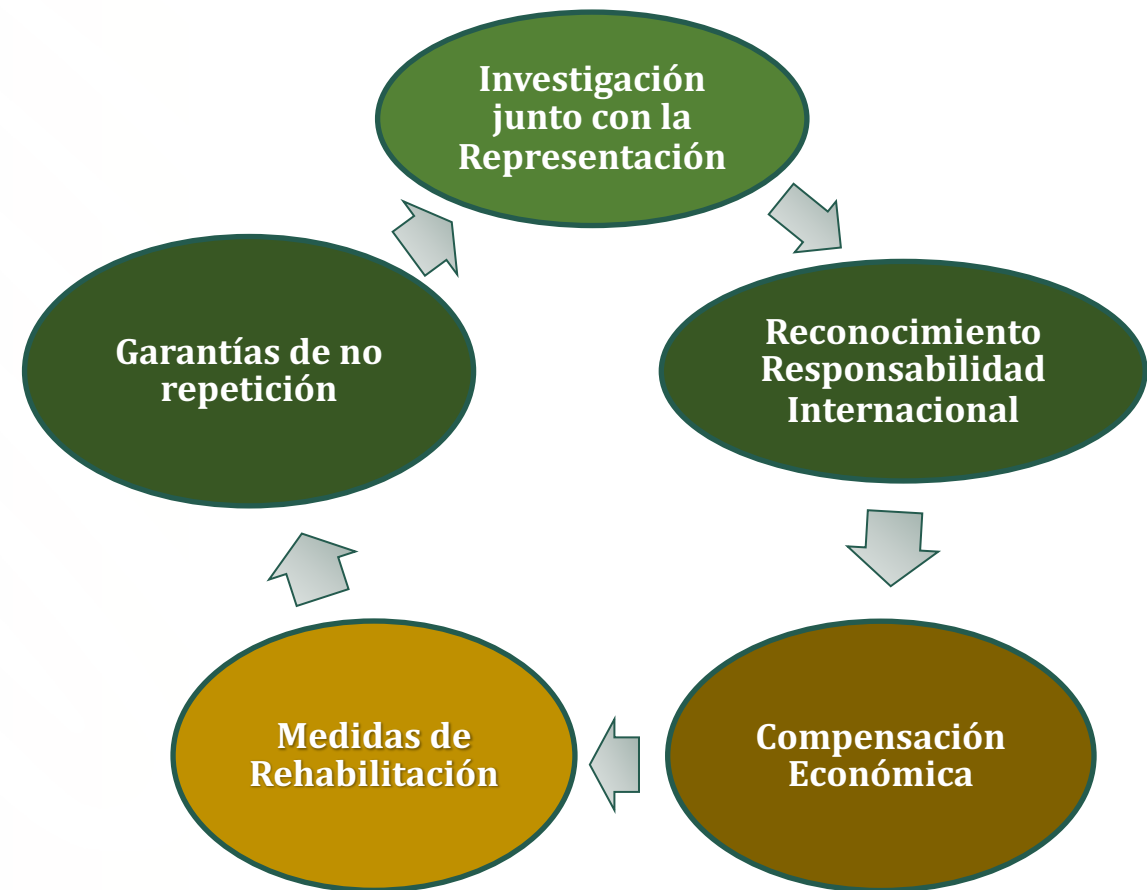 Investigación
junto con la
Representación
Reconocimiento
Responsabilidad
Internacional
Compensación
Económica
Medidas de
Rehabilitación
Garantías de no
repetición